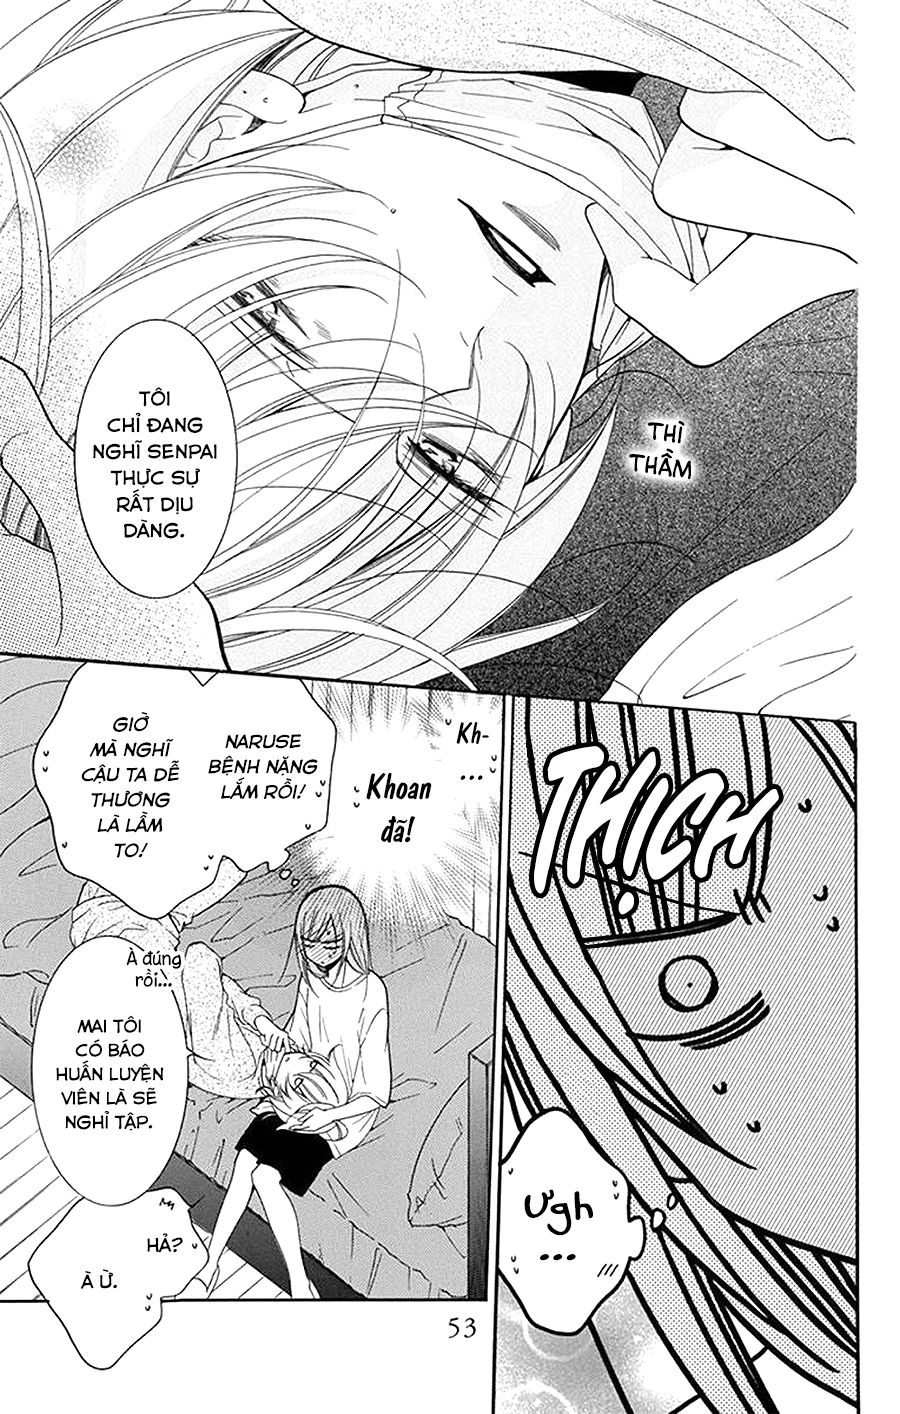 THÌ
THẦM
TÔI
CHỈ ĐANG
NGHĨ SENPAI
THỰC SỰ
RẤT DỊU
DÀNG.
THỊCH
Ưgh
...
Kh-
...
Khoan
đã!
NARUSE
BỆNH NẶNG
LẮM RỒI!
GIỜ
MÀ NGHĨ
CẬU TA DỄ
THƯƠNG
LÀ LẦM
TO!
À đúng
rồi...
MAI TÔI
CÓ BÁO
HUẤN LUYỆN
VIÊN LÀ SẼ
NGHỈ TẬP.
HẢ?
À Ừ.
53